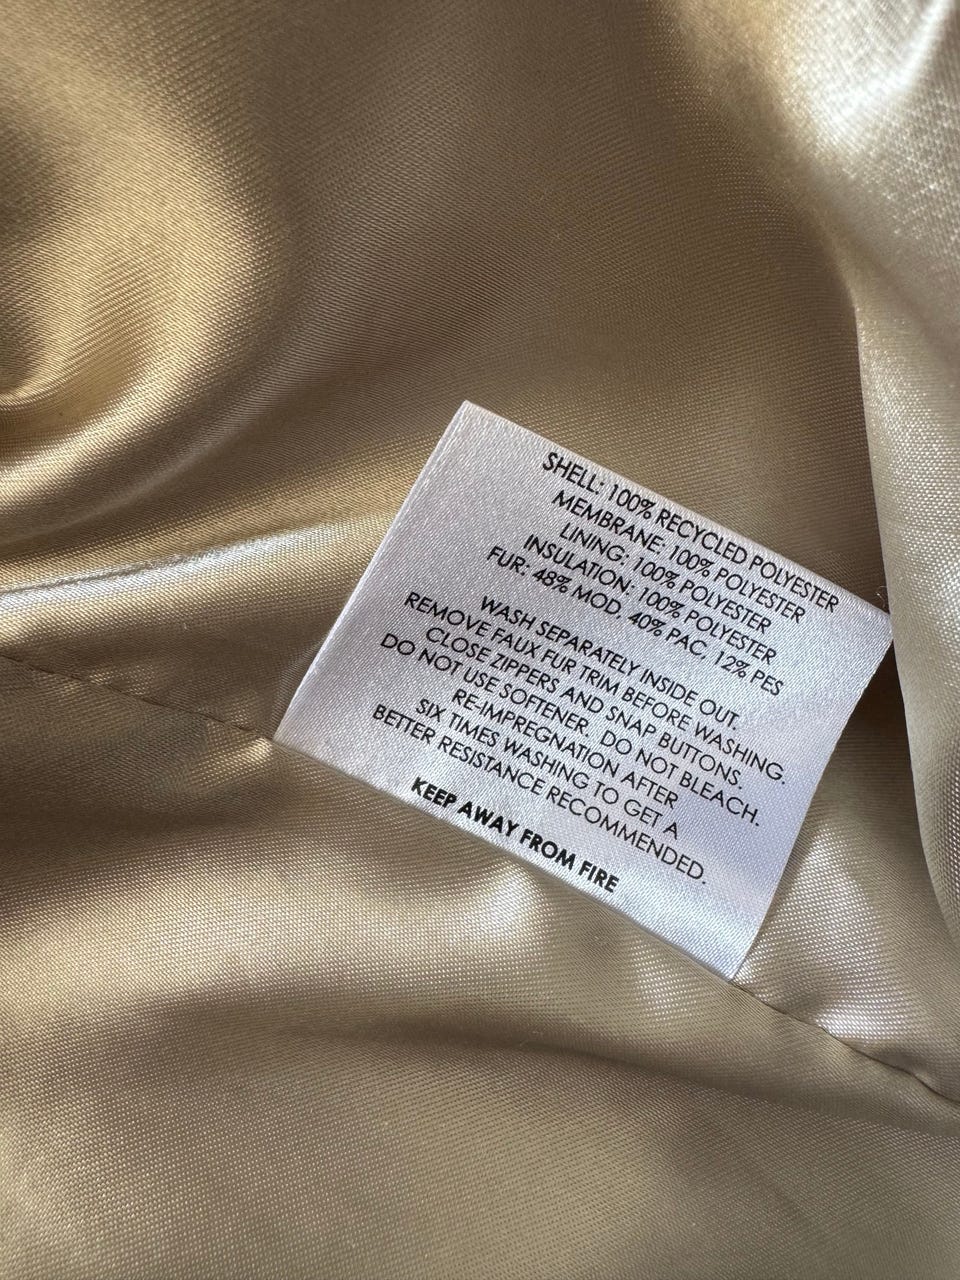 SHELL: 100% RECYCLED POLYESTER
MEMBRANE: 100% POLYESTER
LINING: 100% POLYESTER
INSULATION: 100% POLYESTER
FUR: 48% MOD, 40% PAC, 12% PES
WASH SEPARATELY INSIDE OUT.
REMOVE FAUX FUR TRIM BEFORE WASHING.
CLOSE ZIPPERS AND SNAP BUTTONS.
DO NOT USE SOFTENER. DO NOT BLEACH.
RE-IMPREGNATION AFTER
SIX TIMES WASHING TO GET A
BETTER RESISTANCE RECOMMENDED.
KEEP AWAY FROM FIRE